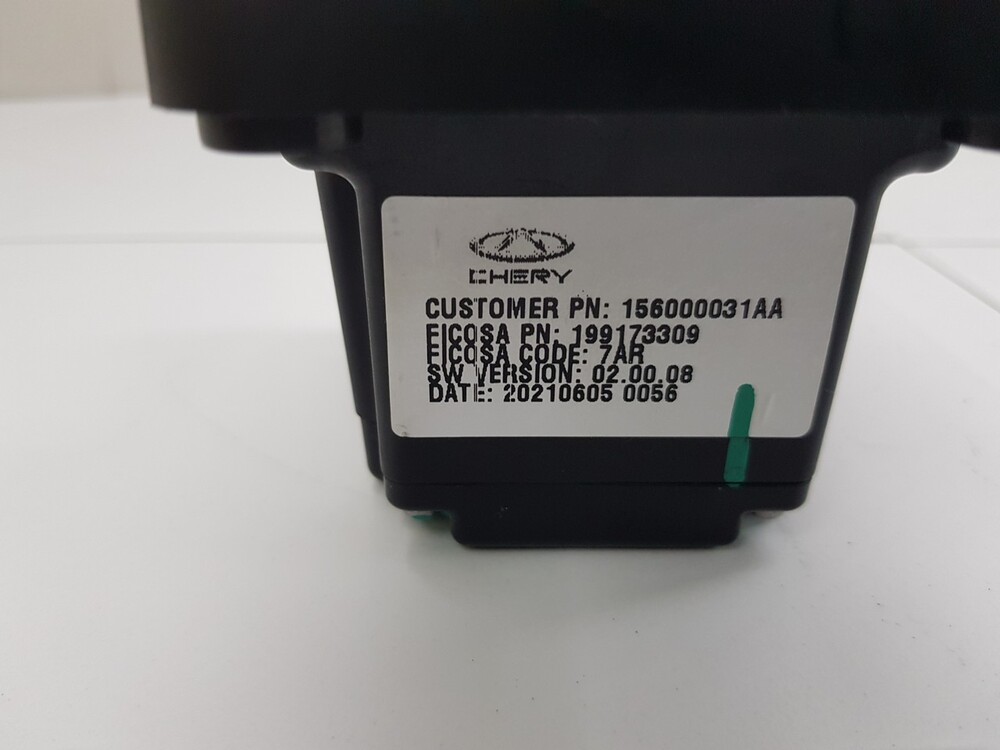 CHERY
CUSTOMER PN: 156000031AA
FICOSA PN: 199173309
FICOSA CODE: 7AR
SW VERSION: 02.00.08
DATE: 20210605 0056